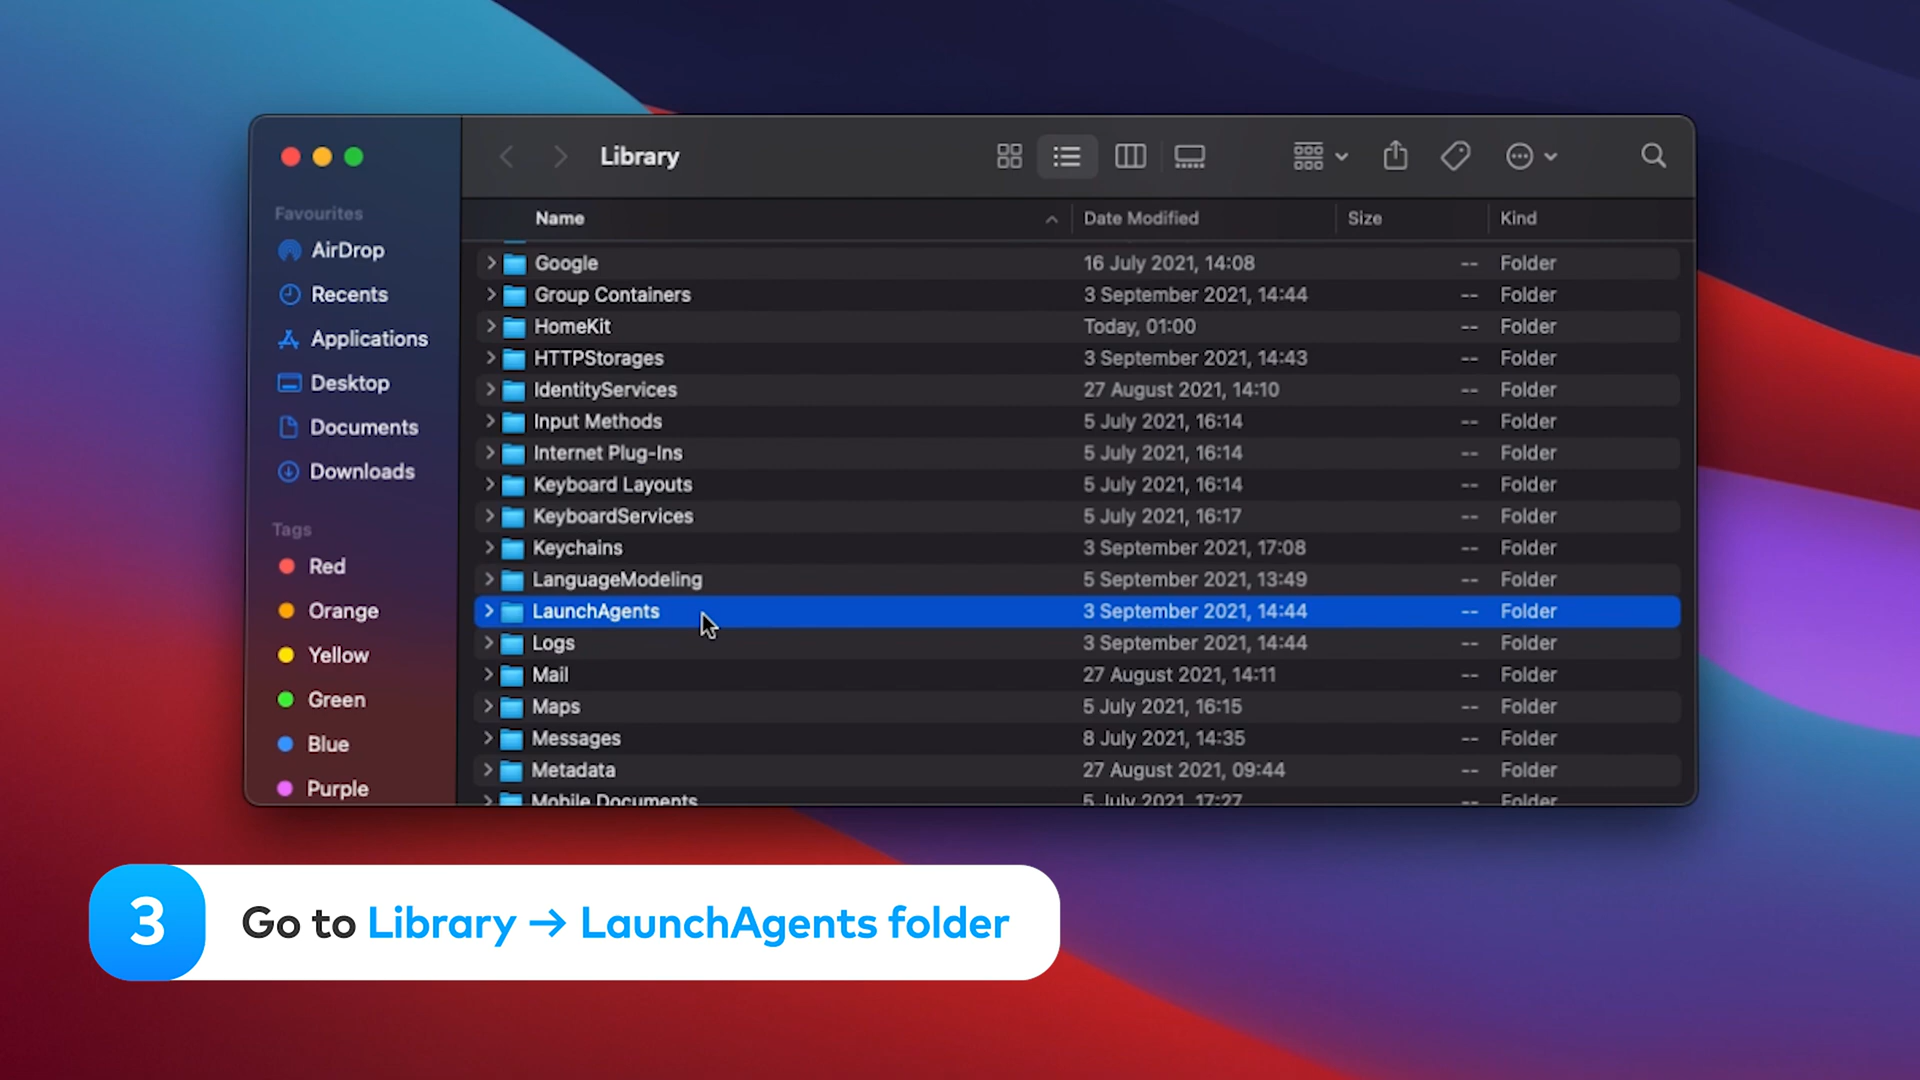 Library
Favourites
AirDrop
Recents
Applications
Desktop
Documents
Downloads
Tags
Red
Orange
Yellow
Green
Blue
Purple
Name Date Modified Size Kind
Google 16 July 2021, 14:08 -- Folder
Group Containers 3 September 2021, 14:44 -- Folder
HomeKit Today, 01:00 -- Folder
HTTPStorages 3 September 2021, 14:43 -- Folder
IdentityServices 27 August 2021, 14:10 -- Folder
Input Methods 5 July 2021, 16:14 -- Folder
Internet Plug-Ins 5 July 2021, 16:14 -- Folder
Keyboard Layouts 5 July 2021, 16:14 -- Folder
KeyboardServices 5 July 2021, 16:17 -- Folder
Keychains 3 September 2021, 17:08 -- Folder
LanguageModeling 5 September 2021, 13:49 -- Folder
LaunchAgents 3 September 2021, 14:44 -- Folder
Logs 3 September 2021, 14:44 -- Folder
Mail 27 August 2021, 14:11 -- Folder
Maps 5 July 2021, 16:15 -- Folder
Messages 8 July 2021, 14:35 -- Folder
Metadata 27 August 2021, 09:44 -- Folder
Mobile Documents 5 July 2021, 17:27 -- Folder
3 Go to Library → LaunchAgents folder